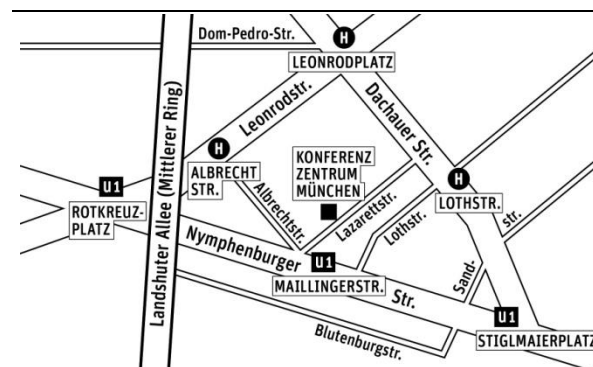 Dom-Pedro-Str.
H
LEONRODPLATZ
Landshuter Allee (Mittlerer Ring)
Leonrodstr.
Dachauer Str.
H
ALBRECHT
STR.
KONFERENZ
ZENTRUM
MÜNCHEN
H
LOTHSTR.
U1
ROTKREUZ-
PLATZ
Albrechtstr.
Lazarettstr.
Lothstr.
Sand-
str.
Nymphenburger
Str.
U1
MAILLINGERSTR.
Blutenburgstr.
U1
STIGLMAIERPLATZ